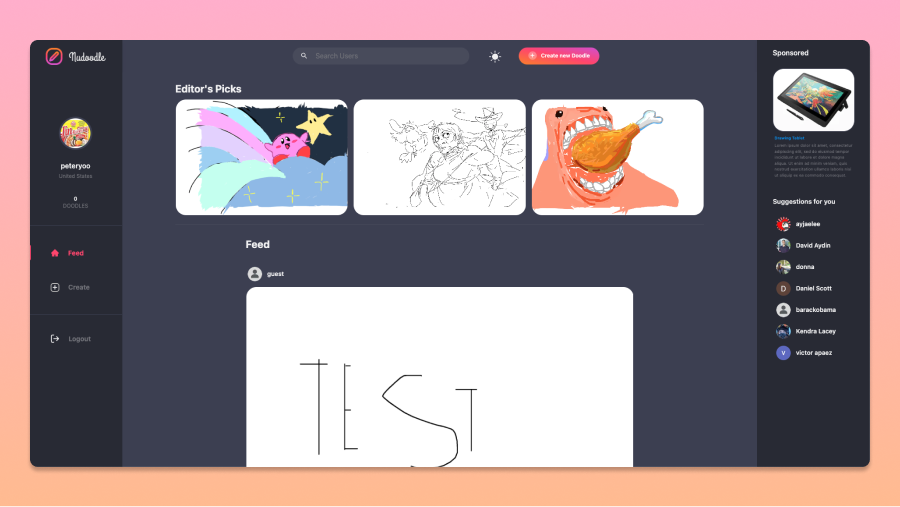 Nudoodle
Search Users
Create new Doodle
Sponsored
Editor's Picks
Drawing Tablet
peteryoo
United States
0
DOODLES
Suggestions for you
ayjaelee
David Aydin
donna
D Daniel Scott
barackobama
Kendra Lacey
v victor apaez
Feed
Create
Logout
Feed
guest
TEST